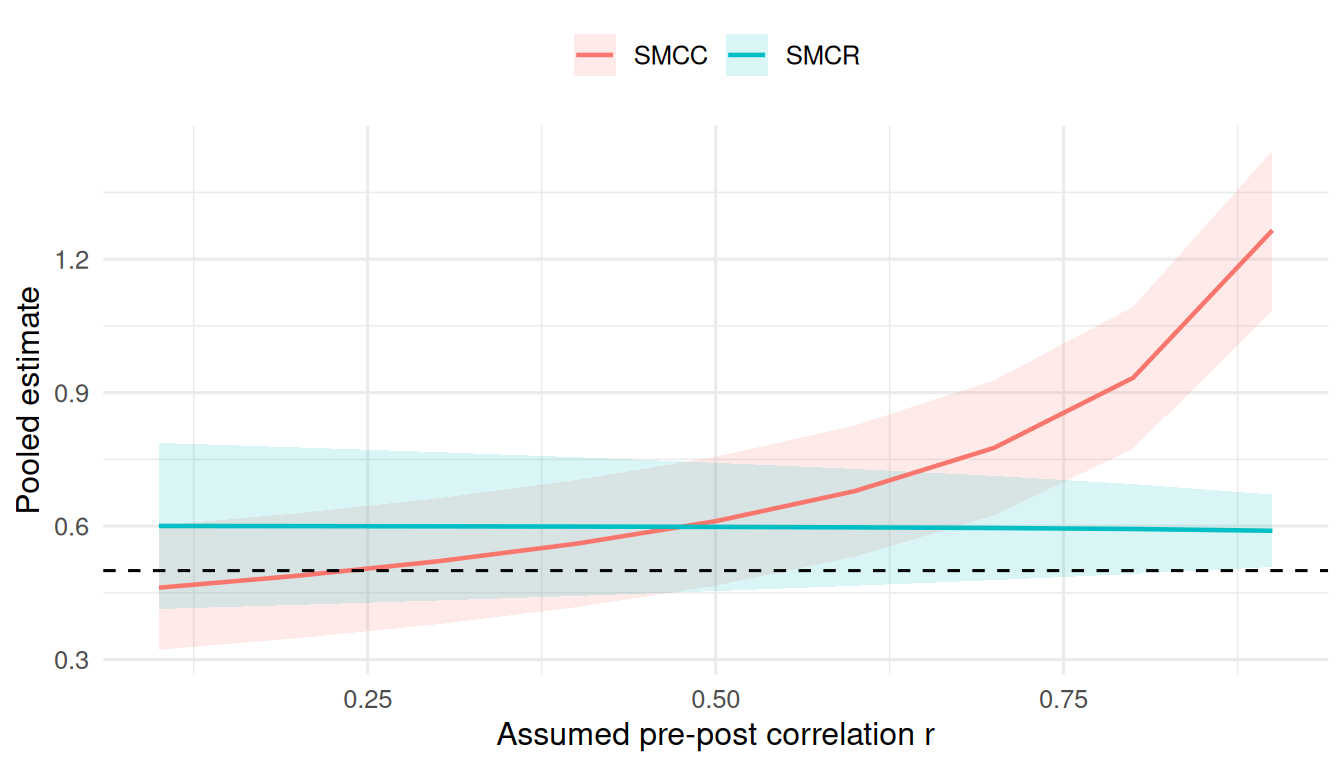 SMCC SMCR
Pooled estimate
1.2
0.9
0.6
0.3
0.25 0.50 0.75
Assumed pre-post correlation r